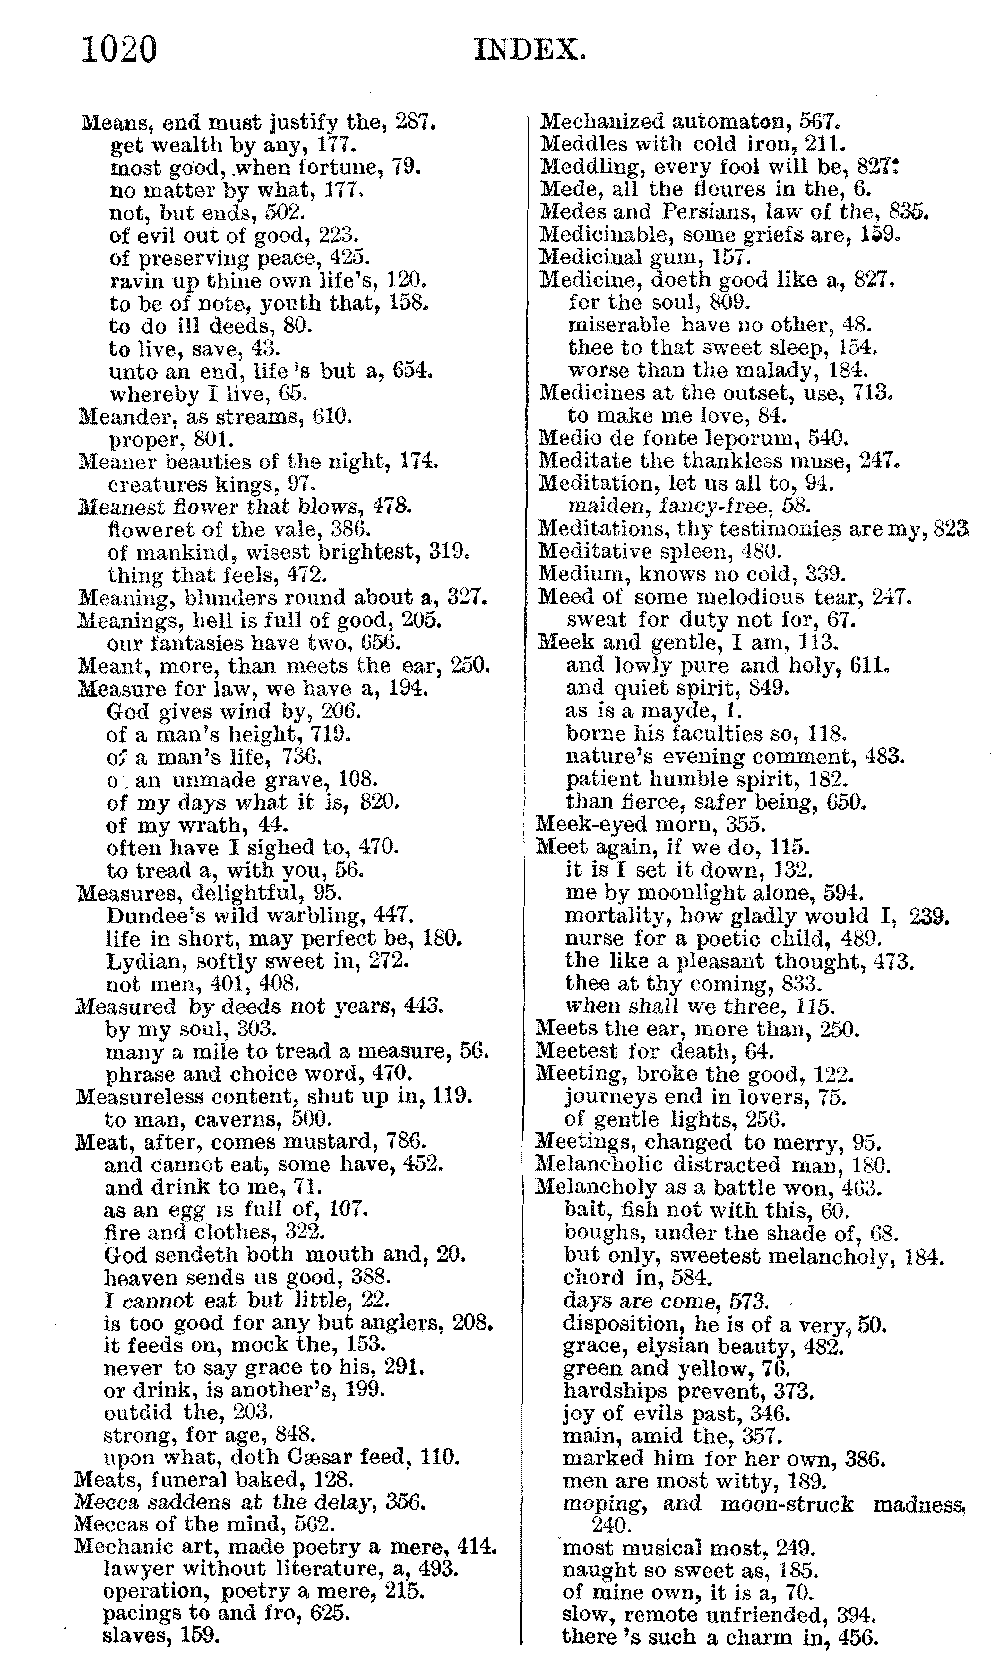 1020 INDEX.
Means, end must justify the, 287.
get wealth by any, 177.
most good, when fortune, 79.
no matter by what, 177.
not, but ends, 502.
of evil out of good, 223.
of preserving peace, 425.
ravin up thine own life's, 120.
to be of note, youth that, 158.
to do ill deeds, 80.
to live, save, 43.
unto an end, life 's but a, 654.
whereby I live, 65.
Meander, as streams, 610.
proper, 801.
Meaner beauties of the night, 174.
creatures kings, 97.
Meanest flower that blows, 478.
floweret of the vale, 386.
of mankind, wisest brightest, 319.
thing that feels, 472.
Meaning, blunders round about a, 327.
Meanings, hell is full of good, 205.
our fantasies have two, 656.
Meant, more, than meets the ear, 250.
Measure for law, we have a, 194.
God gives wind by, 206.
of a man's height, 719.
of a man's life, 736.
o an unmade grave, 108.
of my days what it is, 820.
of my wrath, 44.
often have I sighed to, 470.
to tread a, with you, 56.
Measures, delightful, 95.
Dundee's wild warbling, 447.
life in short, may perfect be, 180.
Lydian, softly sweet in, 272.
not men, 401, 408.
Measured by deeds not years, 443.
by my soul, 303.
many a mile to tread a measure, 56.
phrase and choice word, 470.
Measureless content, shut up in, 119.
to man, caverns, 500.
Meat, after, comes mustard, 786.
and cannot eat, some have, 452.
and drink to me, 71.
as an egg is full of, 107.
fire and clothes, 322.
God sendeth both mouth and, 20.
heaven sends us good, 388.
I cannot eat but little, 22.
is too good for any but anglers, 208.
it feeds on, mock the, 153.
never to say grace to his, 291.
or drink, is another's, 199.
outdid the, 203.
strong, for age, 848.
upon what, doth Cæsar feed, 110.
Meats, funeral baked, 128.
Mecca saddens at the delay, 356.
Meccas of the mind, 562.
Mechanic art, made poetry a mere, 414.
lawyer without literature, a, 493.
operation, poetry a mere, 215.
pacings to and fro, 625.
slaves, 159.
Mechanized automaton, 567.
Meddles with cold iron, 211.
Meddling, every fool will be, 827.
Mede, all the floures in the, 6.
Medes and Persians, law of the, 835.
Medicinable, some griefs are, 159.
Medicinal gum, 157.
Medicine, doeth good like a, 827.
for the soul, 809.
miserable have no other, 48.
thee to that sweet sleep, 154.
worse than the malady, 184.
Medicines at the outset, use, 713.
to make me love, 84.
Medio de fonte leporum, 540.
Meditate the thankless muse, 247.
Meditation, let us all to, 94.
maiden, fancy-free, 58.
Meditations, thy testimonies are my, 823
Meditative spleen, 480.
Medium, knows no cold, 339.
Meed of some melodious tear, 247.
sweat for duty not for, 67.
Meek and gentle, I am, 113.
and lowly pure and holy, 611.
and quiet spirit, 849.
as is a mayde, 1.
borne his faculties so, 118.
nature's evening comment, 483.
patient humble spirit, 182.
than fierce, safer being, 650.
Meek-eyed morn, 355.
Meet again, if we do, 115.
it is I set it down, 132.
me by moonlight alone, 594.
mortality, how gladly would I, 239.
nurse for a poetic child, 489.
the like a pleasant thought, 473.
thee at thy coming, 833.
when shall we three, 115.
Meets the ear, more than, 250.
Meetest for death, 64.
Meeting, broke the good, 122.
journeys end in lovers, 75.
of gentle lights, 256.
Meetings, changed to merry, 95.
Melancholic distracted man, 180.
Melancholy as a battle won, 463.
bait, fish not with this, 60.
boughs, under the shade of, 68.
but only, sweetest melancholy, 184.
chord in, 584.
days are come, 573.
disposition, he is of a very, 50.
grace, elysian beauty, 482.
green and yellow, 76.
hardships prevent, 373.
joy of evils past, 346.
main, amid the, 357.
marked him for her own, 386.
men are most witty, 189.
moping, and moon-struck madness,
240.
most musical most, 249.
naught so sweet as, 185.
of mine own, it is a, 70.
slow, remote unfriended, 394.
there 's such a charm in, 456.